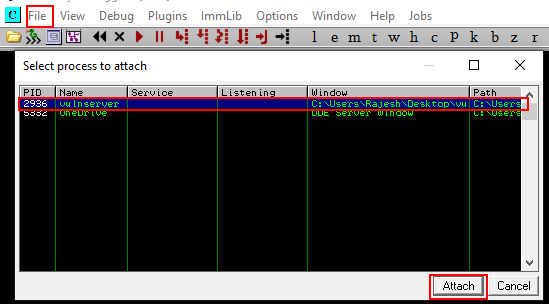 File View Debug Plugins ImmLib Options Window Help Jobs
l e m t w h c p k b z r
Select process to attach
PID Name Service Listening Window Path
2936 vulnserver C:\Users\Rajesh\Desktop\vu C:\Users
5332 OneDrive DDE Server Window C:\Users
Attach Cancel